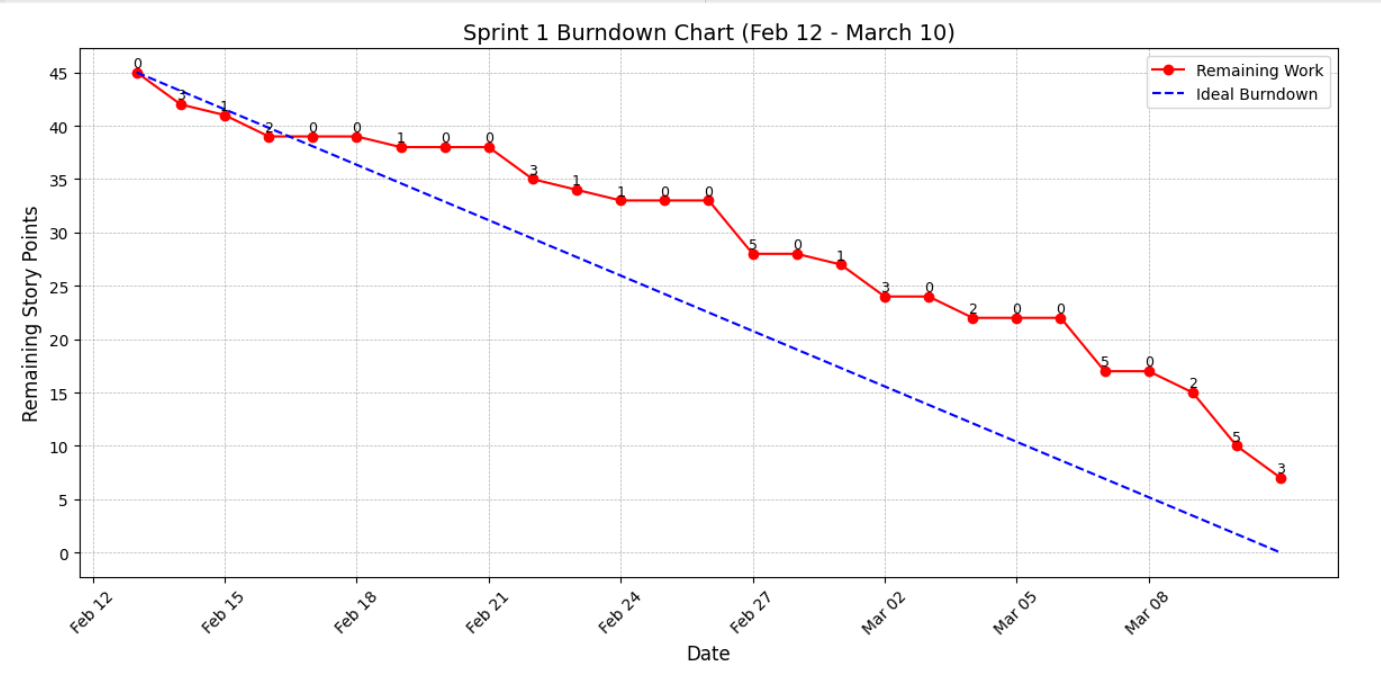 Sprint 1 Burndown Chart (Feb 12 - March 10)
Remaining Work
Ideal Burndown
45
40
35
30
25
20
15
10
5
0
Remaining Story Points
0
3
1
2
0
0
1
0
0
3
1
1
0
0
5
0
1
3
0
2
0
0
5
0
2
5
3
Feb 12
Feb 15
Feb 18
Feb 21
Feb 24
Feb 27
Mar 02
Mar 05
Mar 08
Date